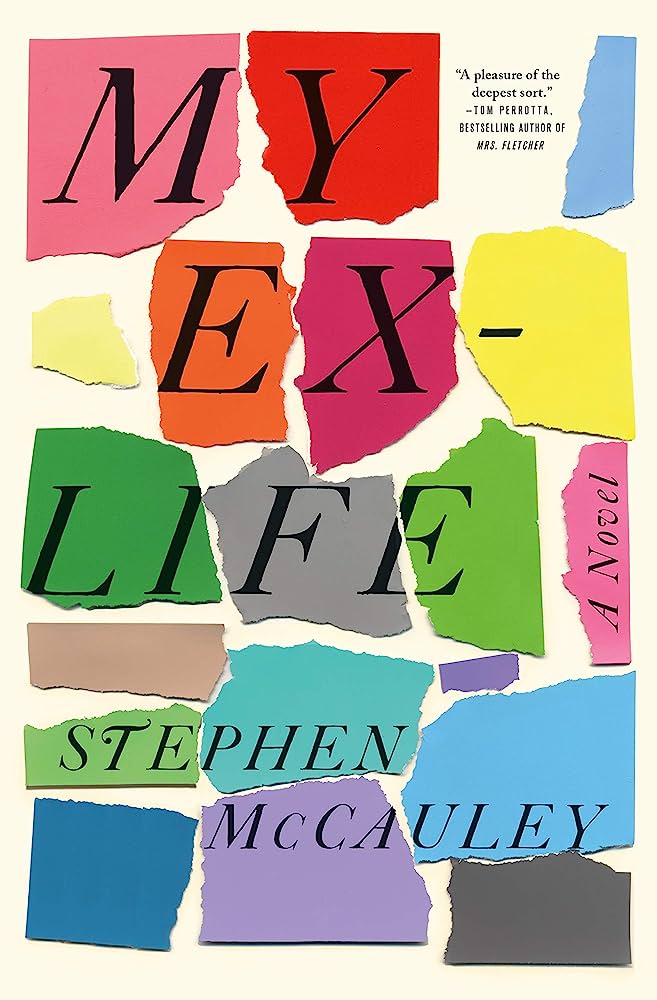 MY
EX-
LIFE
"A pleasure of the
deepest sort."
—TOM PERROTTA,
BESTSELLING AUTHOR OF
MRS. FLETCHER
A Novel
STEPHEN
McCAULEY